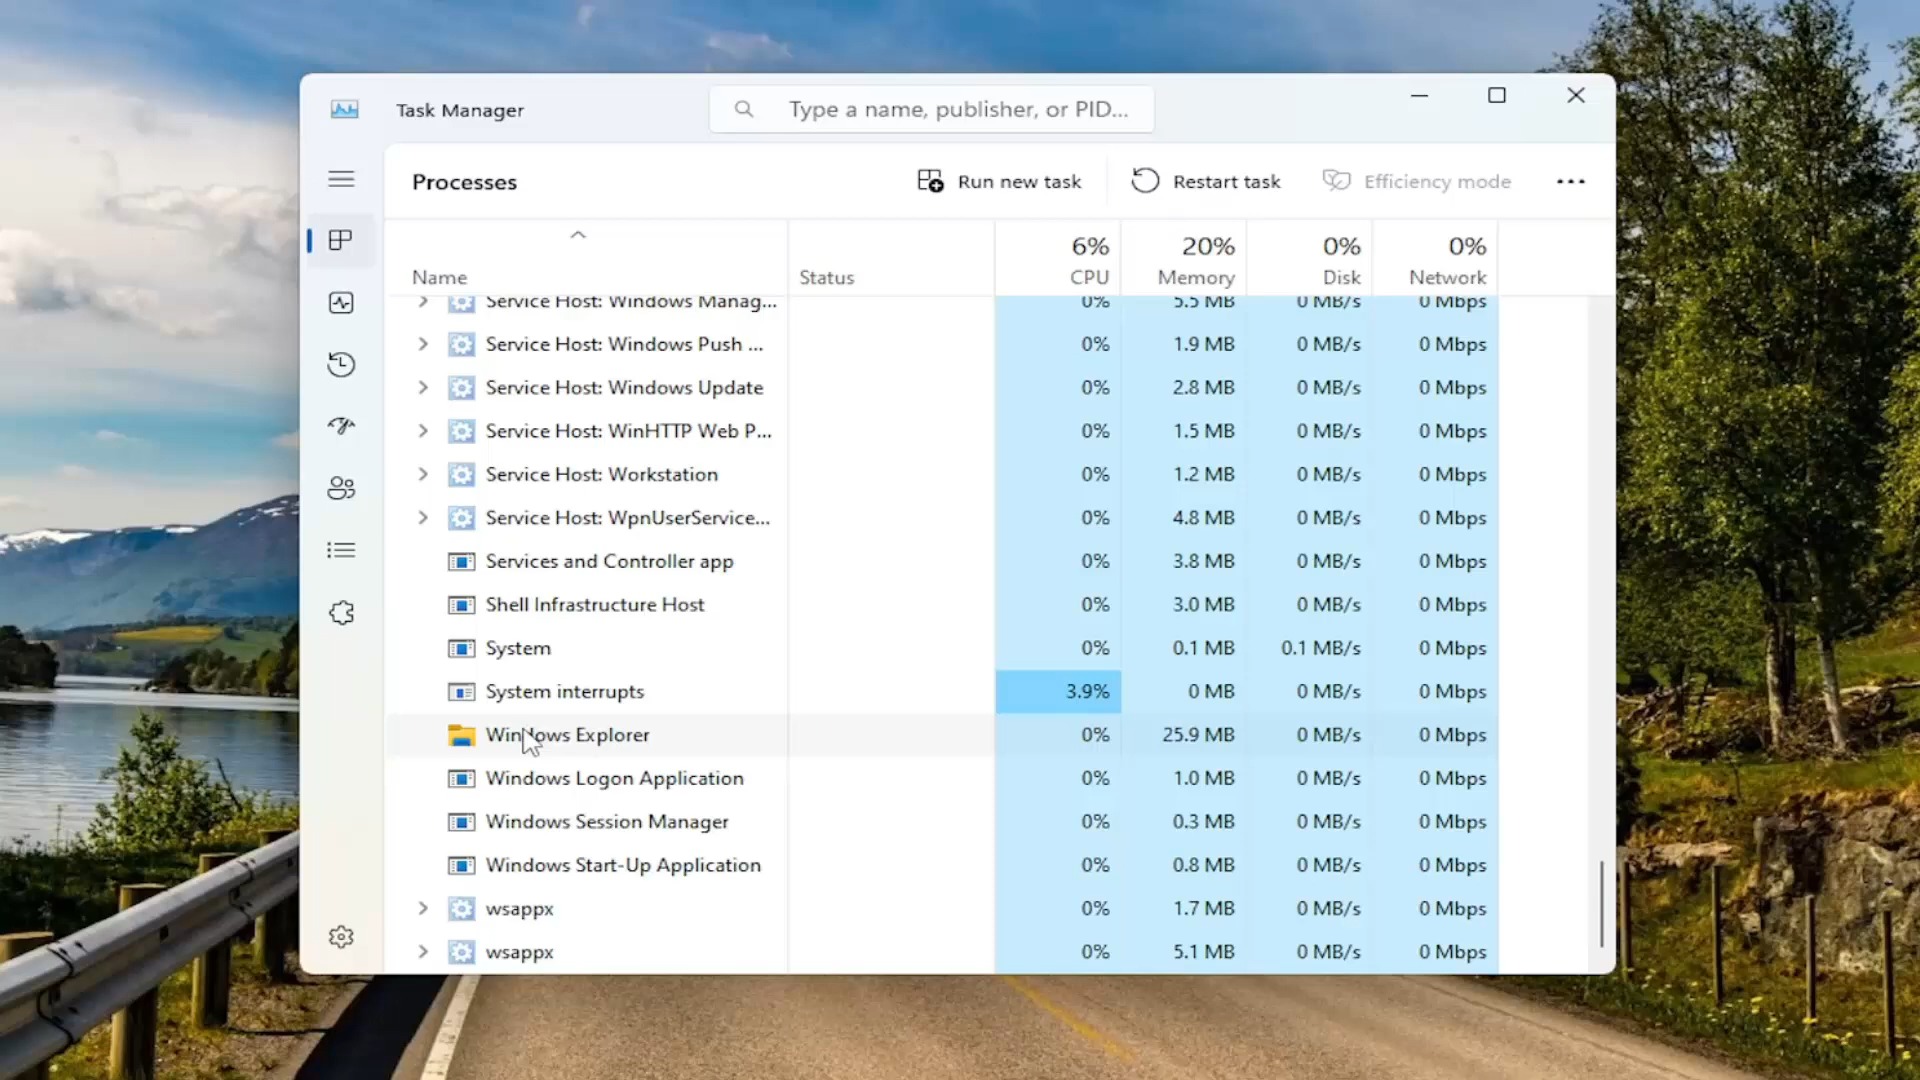 Task Manager
Type a name, publisher, or PID...
Processes
Run new task
Restart task
Efficiency mode
6% 20% 0% 0%
Name Status CPU Memory Disk Network
Service Host: Windows Manag... 0% 5.5 MB 0 MB/s 0 Mbps
Service Host: Windows Push ... 0% 1.9 MB 0 MB/s 0 Mbps
Service Host: Windows Update 0% 2.8 MB 0 MB/s 0 Mbps
Service Host: WinHTTP Web P... 0% 1.5 MB 0 MB/s 0 Mbps
Service Host: Workstation 0% 1.2 MB 0 MB/s 0 Mbps
Service Host: WpnUserService... 0% 4.8 MB 0 MB/s 0 Mbps
Services and Controller app 0% 3.8 MB 0 MB/s 0 Mbps
Shell Infrastructure Host 0% 3.0 MB 0 MB/s 0 Mbps
System 0% 0.1 MB 0.1 MB/s 0 Mbps
System interrupts 3.9% 0 MB 0 MB/s 0 Mbps
Windows Explorer 0% 25.9 MB 0 MB/s 0 Mbps
Windows Logon Application 0% 1.0 MB 0 MB/s 0 Mbps
Windows Session Manager 0% 0.3 MB 0 MB/s 0 Mbps
Windows Start-Up Application 0% 0.8 MB 0 MB/s 0 Mbps
wsappx 0% 1.7 MB 0 MB/s 0 Mbps
wsappx 0% 5.1 MB 0 MB/s 0 Mbps